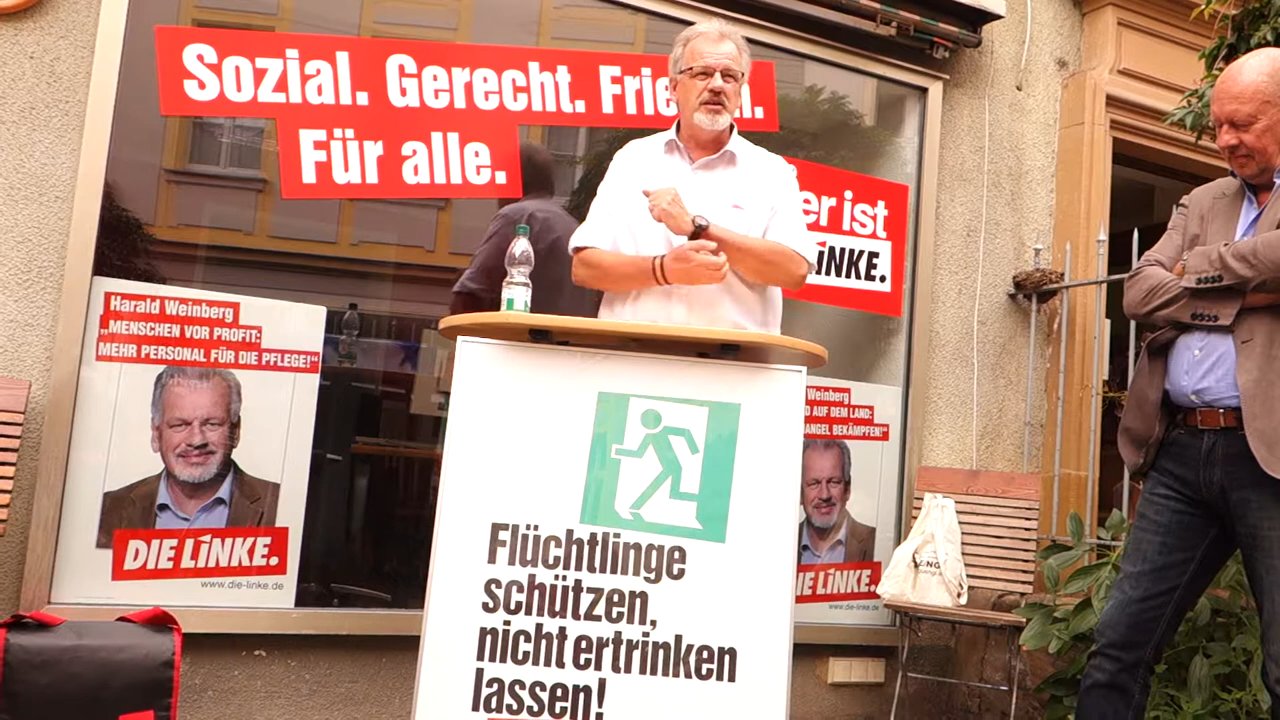 Sozial. Gerecht. Frie n.
Für alle.
er ist
INKE.
Harald Weinberg
„MENSCHEN VOR PROFIT:
MEHR PERSONAL FÜR DIE PFLEGE!“
DIE LINKE.
www.die-linke.de
Flüchtlinge
schützen,
nicht ertrinken
lassen!
Weinberg
D AUF DEM LAND:
ANGEL BEKÄMPFEN!“
IE LINKE.
www.die-linke.de